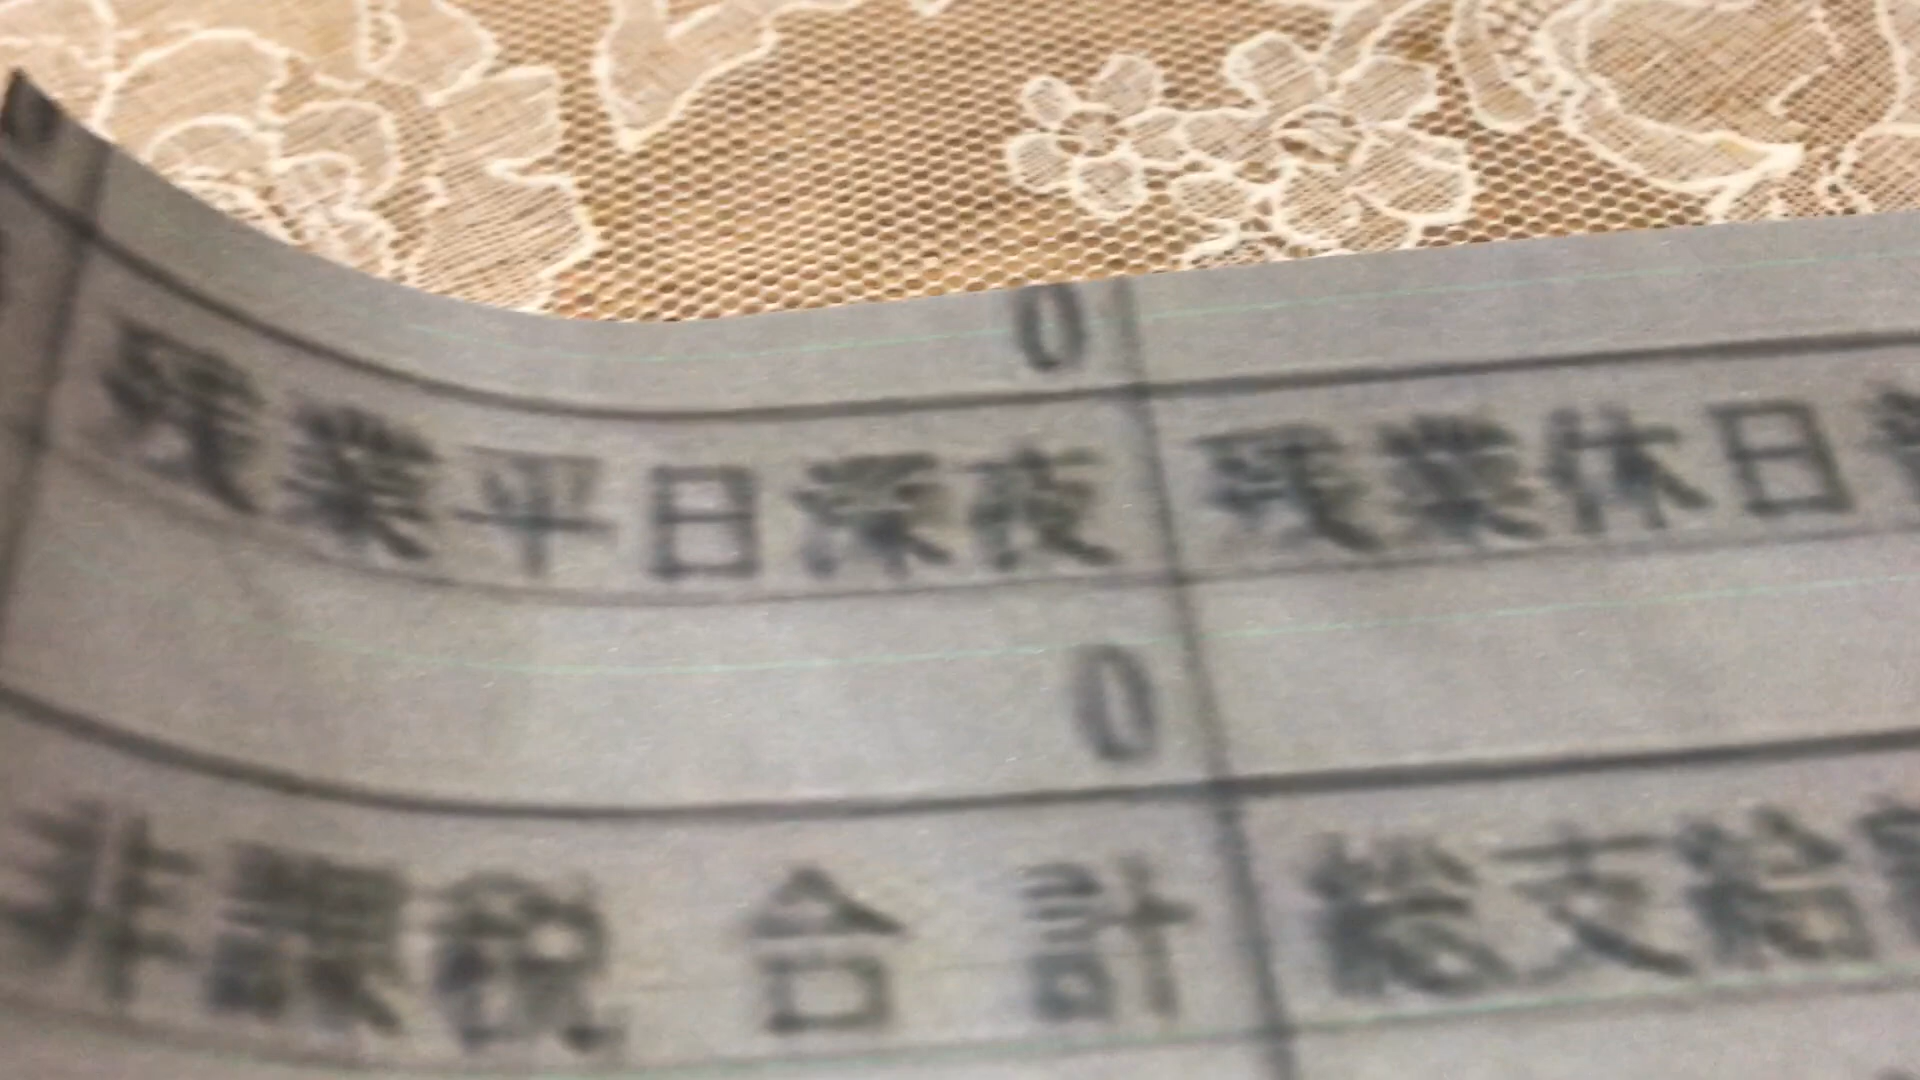 0
残業平日深夜 残業休日
0
非課税 合 計 総支給